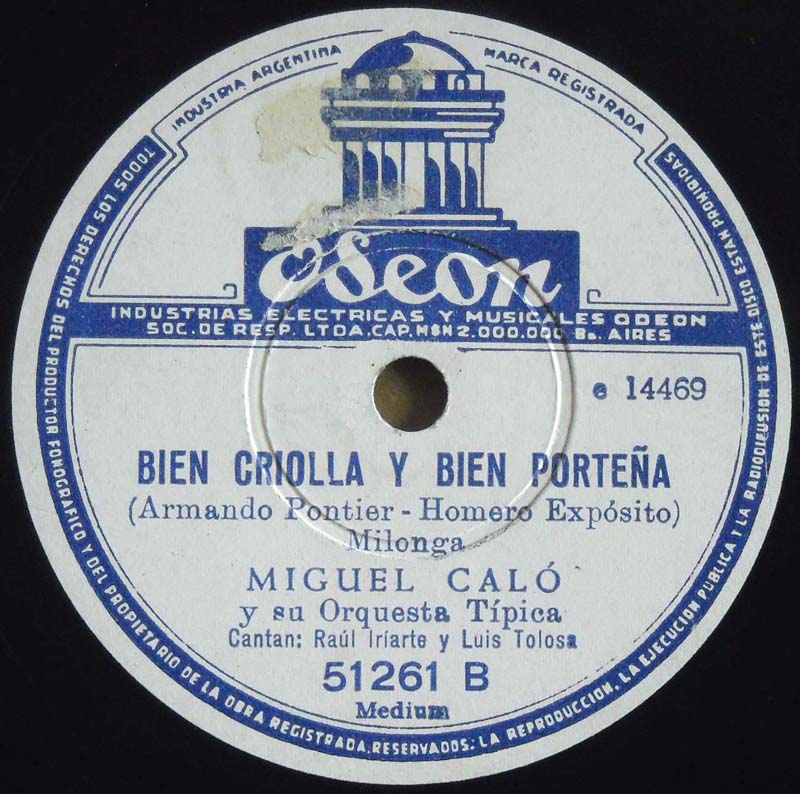 INDUSTRIA ARGENTINA
MARCA REGISTRADA
Odeon
INDUSTRIAS ELECTRICAS Y MUSICALES ODEON
SOC. DE RESP. LTDA. CAP. M$N 2.000.000 Bs. AIRES
e 14469
BIEN CRIOLLA Y BIEN PORTEÑA
(Armando Pontier - Homero Expósito)
Milonga
MIGUEL CALÓ
y su Orquesta Típica
Cantan: Raúl Iriarte y Luis Tolosa
51261 B
Medium
TODOS LOS DERECHOS DEL PRODUCTOR FONOGRAFICO Y DEL PROPIETARIO DE LA OBRA REGISTRADA, RESERVADOS: LA REPRODUCCION, LA EJECUCION PUBLICA Y LA RADIODIFUSION DE ESTE DISCO ESTAN PROHIBIDAS